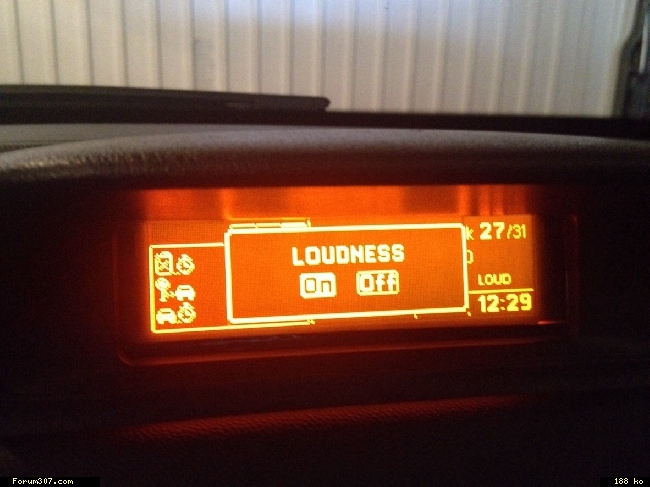 27/31
LOUDNESS
On Off
LOUD
12:29
Forum307.com
188 ko